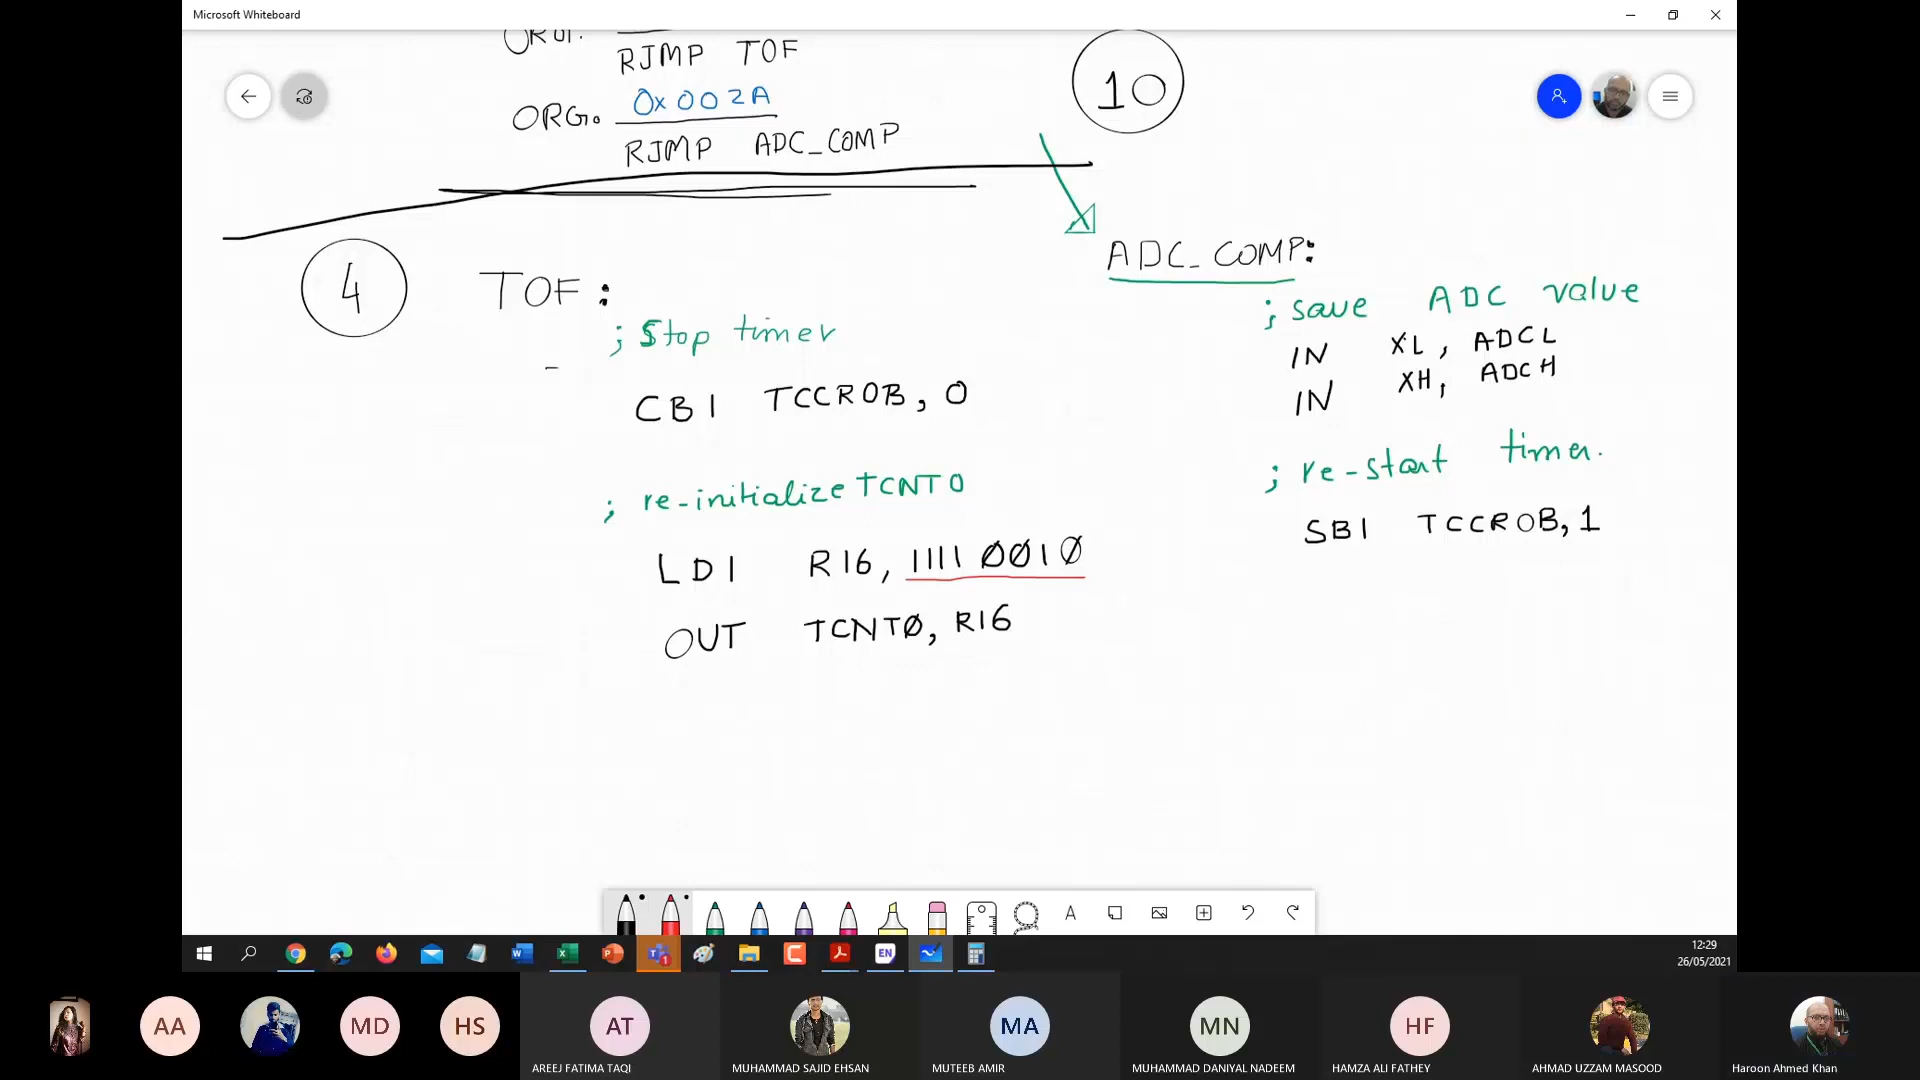 Microsoft Whiteboard
RJMP TOF
ORG. 0x002A
RJMP ADC_COMP
10
4
TOF:
; Stop timer
CBI TCCR0B, 0
; re-initialize TCNT0
LDI R16, 1111 0010
OUT TCNT0, R16
ADC_COMP:
; save ADC value
IN XL, ADCL
IN XH, ADCH
; re-start timer.
SBI TCCR0B, 1
A
EN
12:29
26/05/2021
AA
MD
HS
AT
MA
MN
HF
AREEJ FATIMA TAQI
MUHAMMAD SAJID EHSAN
MUTEEB AMIR
MUHAMMAD DANIYAL NADEEM
HAMZA ALI FATHEY
AHMAD UZZAM MASOOD
Haroon Ahmed Khan